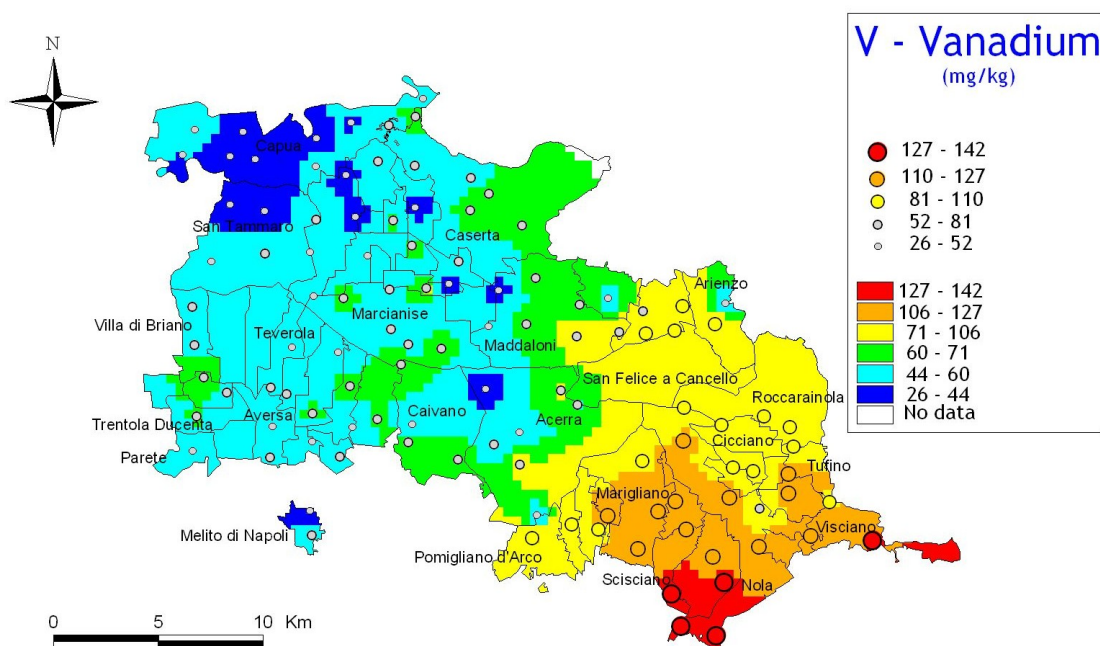 V - Vanadium
(mg/kg)
N
127 - 142
110 - 127
81 - 110
52 - 81
26 - 52
127 - 142
106 - 127
71 - 106
60 - 71
44 - 60
26 - 44
No data
Capua
San Tammaro
Caserta
Arienzo
Villa di Briano
Marcianise
Teverola
Maddaloni
San Felice a Cancello
Roccarainola
Trentola Ducenta
Aversa
Caivano
Acerra
Cicciano
Parete
Tufino
Marigliano
Melito di Napoli
Visciano
Pomigliano d'Arco
Scisciano
Nola
0 5 10 Km